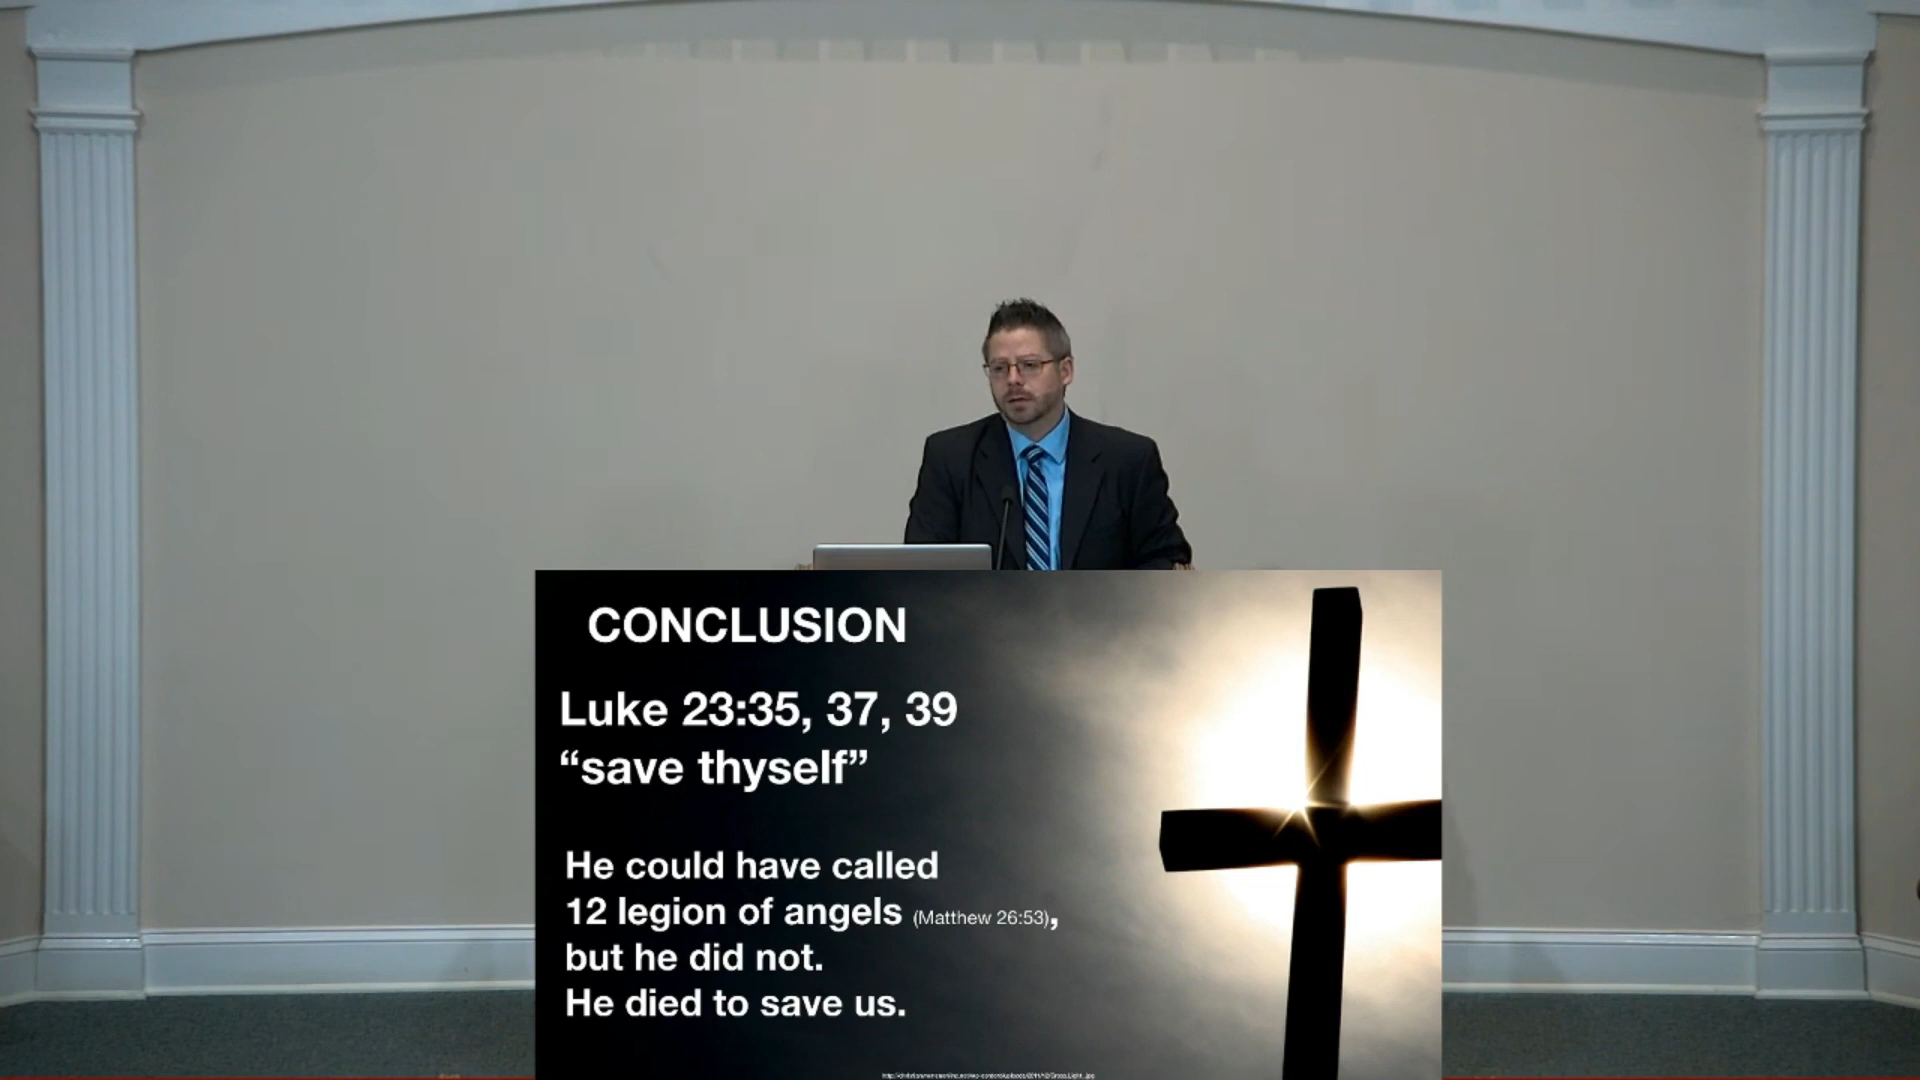 CONCLUSION
Luke 23:35, 37, 39
“save thyself”
He could have called
12 legion of angels (Matthew 26:53),
but he did not.
He died to save us.